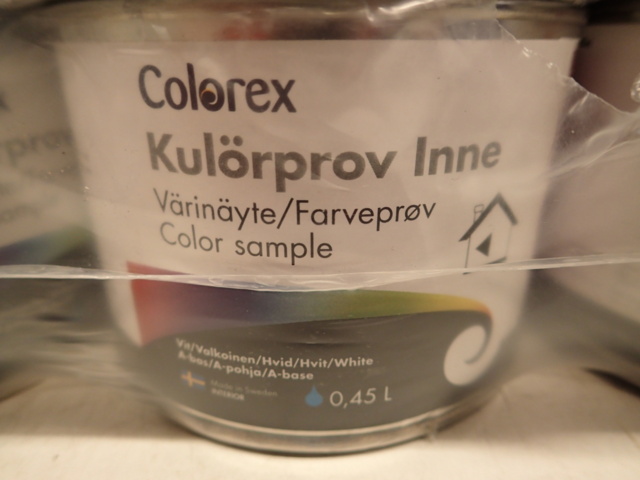 Colorex
Kulörprov Inne
Värinäyte/Farveprøv
Color sample
Vit/Valkoinen/Hvid/Hvit/White
A-bas/A-pohja/A-base
Made in Sweden
INTERIÖR
0,45 L